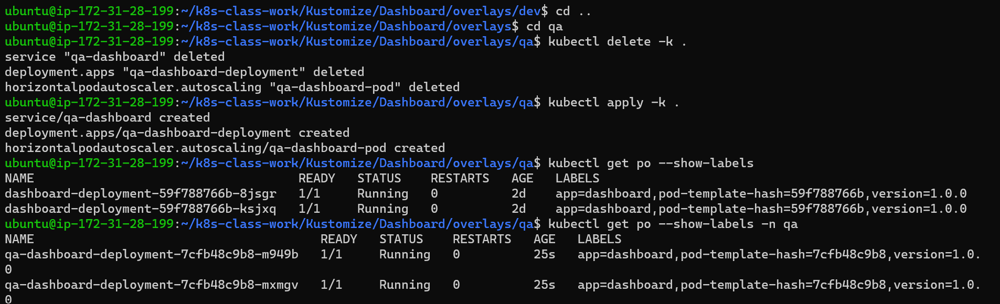 ubuntu@ip-172-31-28-199:~/k8s-class-work/Kustomize/Dashboard/overlays/dev$ cd ..
ubuntu@ip-172-31-28-199:~/k8s-class-work/Kustomize/Dashboard/overlays$ cd qa
ubuntu@ip-172-31-28-199:~/k8s-class-work/Kustomize/Dashboard/overlays/qa$ kubectl delete -k .
service "qa-dashboard" deleted
deployment.apps "qa-dashboard-deployment" deleted
horizontalpodautoscaler.autoscaling "qa-dashboard-pod" deleted
ubuntu@ip-172-31-28-199:~/k8s-class-work/Kustomize/Dashboard/overlays/qa$ kubectl apply -k .
service/qa-dashboard created
deployment.apps/qa-dashboard-deployment created
horizontalpodautoscaler.autoscaling/qa-dashboard-pod created
ubuntu@ip-172-31-28-199:~/k8s-class-work/Kustomize/Dashboard/overlays/qa$ kubectl get po --show-labels
NAME                                    READY   STATUS    RESTARTS   AGE   LABELS
dashboard-deployment-59f788766b-8jsgr   1/1     Running   0          2d    app=dashboard,pod-template-hash=59f788766b,version=1.0.0
dashboard-deployment-59f788766b-ksjxq   1/1     Running   0          2d    app=dashboard,pod-template-hash=59f788766b,version=1.0.0
ubuntu@ip-172-31-28-199:~/k8s-class-work/Kustomize/Dashboard/overlays/qa$ kubectl get po --show-labels -n qa
NAME                                       READY   STATUS    RESTARTS   AGE   LABELS
qa-dashboard-deployment-7cfb48c9b8-m949b   1/1     Running   0          25s   app=dashboard,pod-template-hash=7cfb48c9b8,version=1.0.
0
qa-dashboard-deployment-7cfb48c9b8-mxmgv   1/1     Running   0          25s   app=dashboard,pod-template-hash=7cfb48c9b8,version=1.0.
0